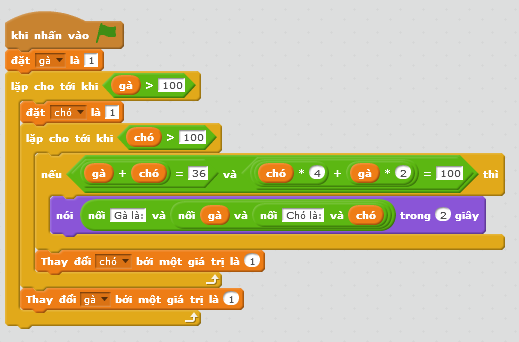 khi nhấn vào
đặt gà là 1
lặp cho tới khi gà > 100
đặt chó là 1
lặp cho tới khi chó > 100
nếu gà + chó = 36 và chó * 4 + gà * 2 = 100 thì
nói nối Gà là: và nối gà và nối Chó là: và chó trong 2 giây
Thay đổi chó bởi một giá trị là 1
Thay đổi gà bởi một giá trị là 1